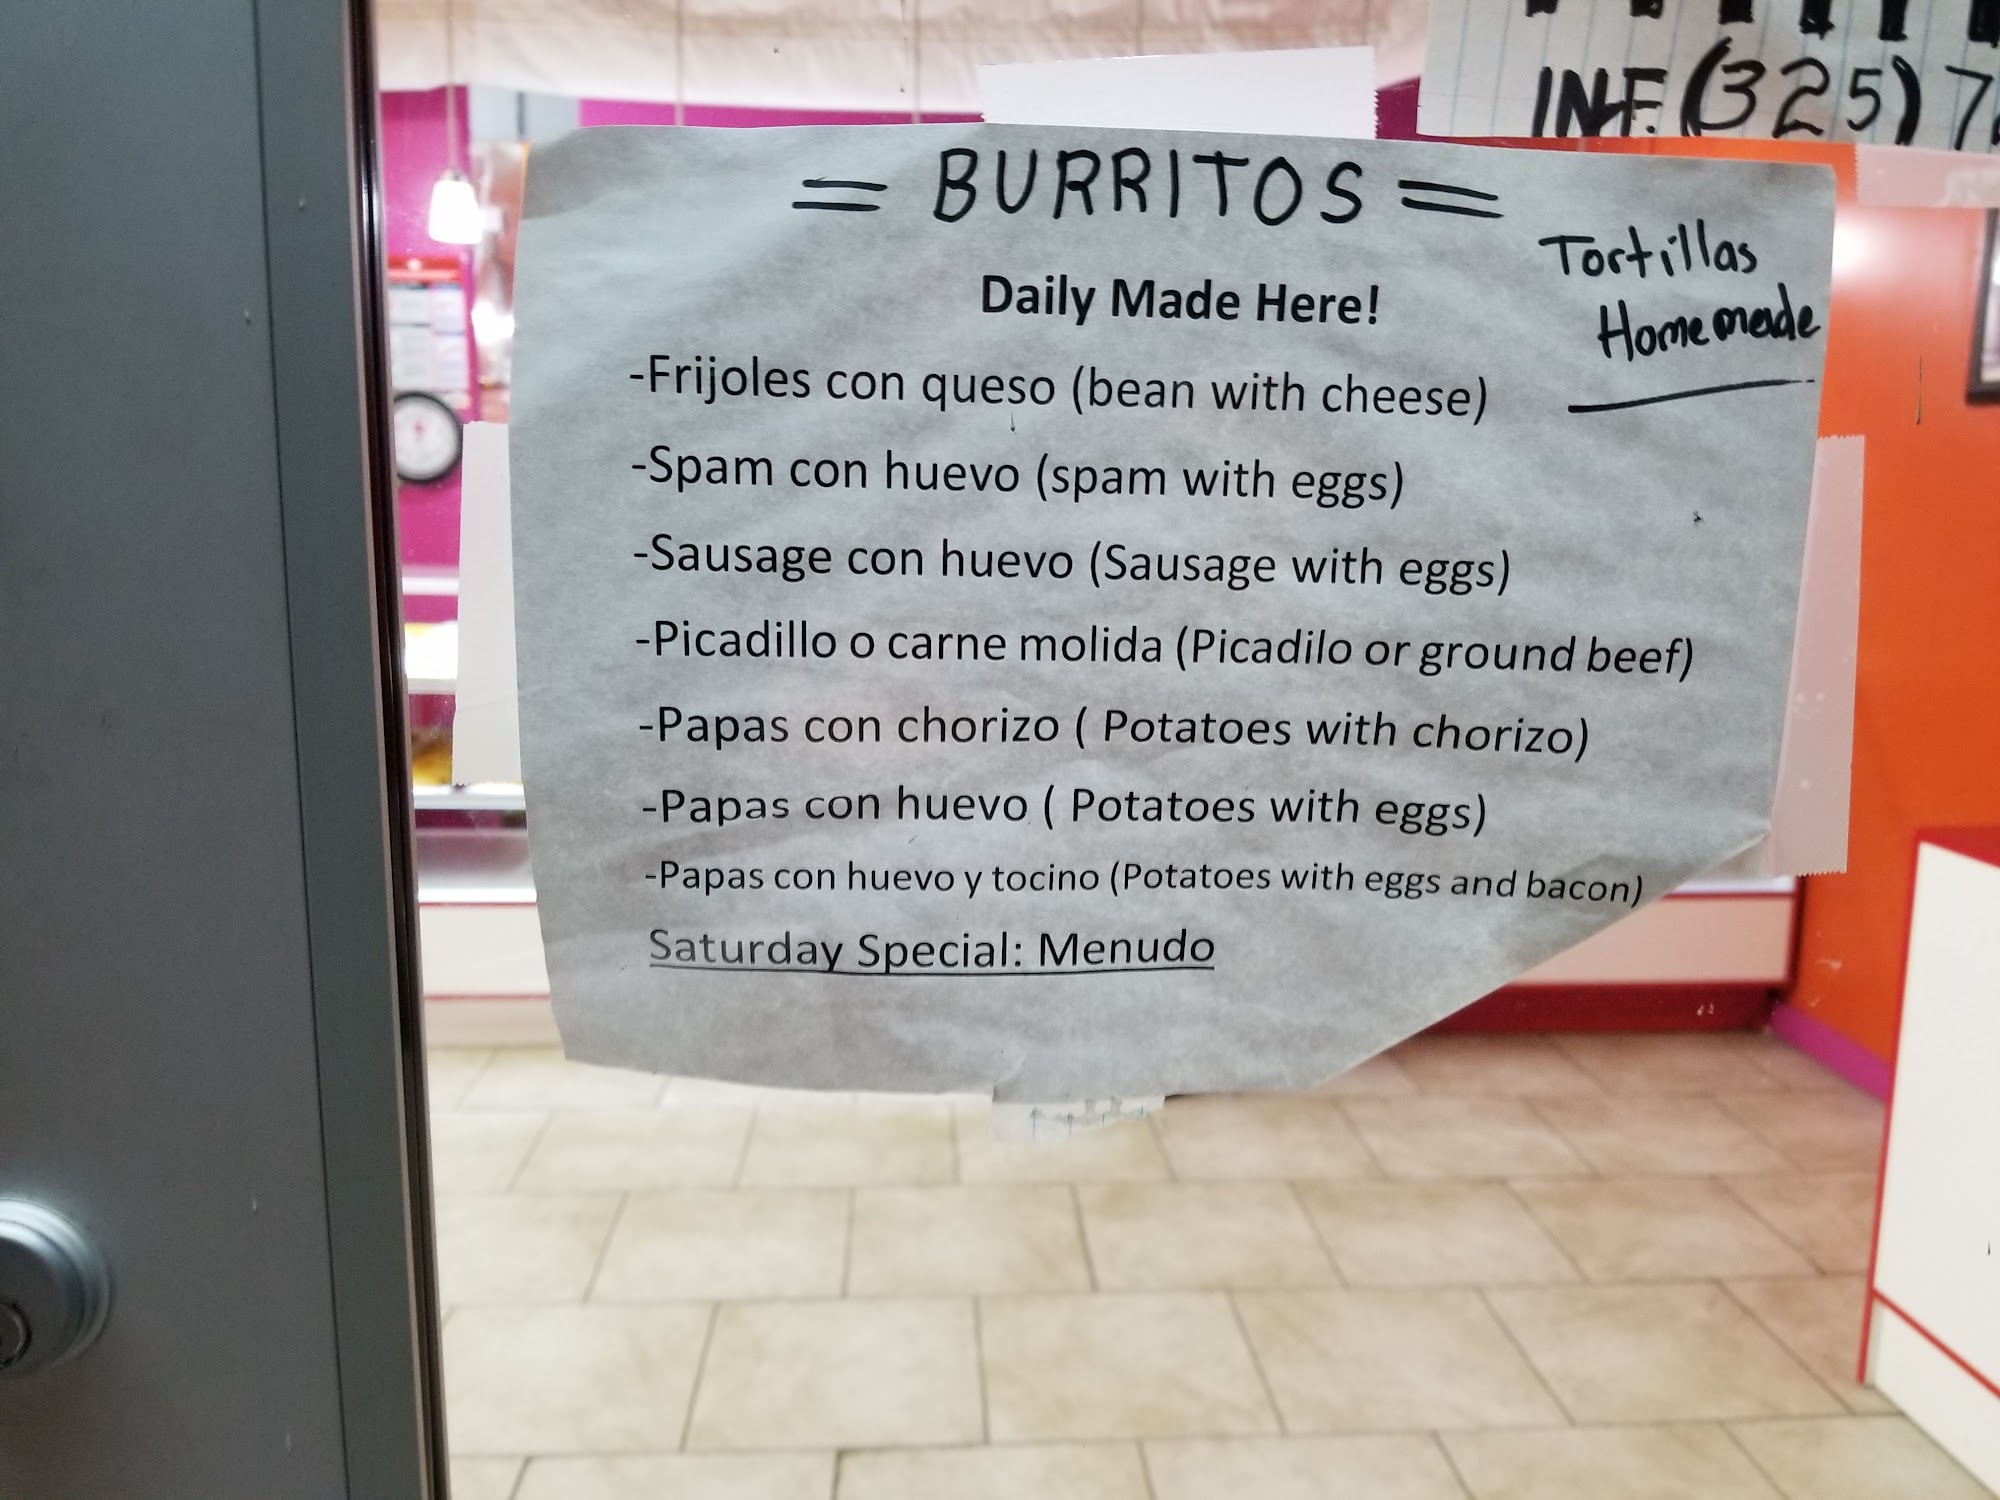 INF. (325) 7
= BURRITOS =
Tortillas
Homemade
Daily Made Here!
-Frijoles con queso (bean with cheese)
-Spam con huevo (spam with eggs)
-Sausage con huevo (Sausage with eggs)
-Picadillo o carne molida (Picadilo or ground beef)
-Papas con chorizo ( Potatoes with chorizo)
-Papas con huevo ( Potatoes with eggs)
-Papas con huevo y tocino (Potatoes with eggs and bacon)
Saturday Special: Menudo